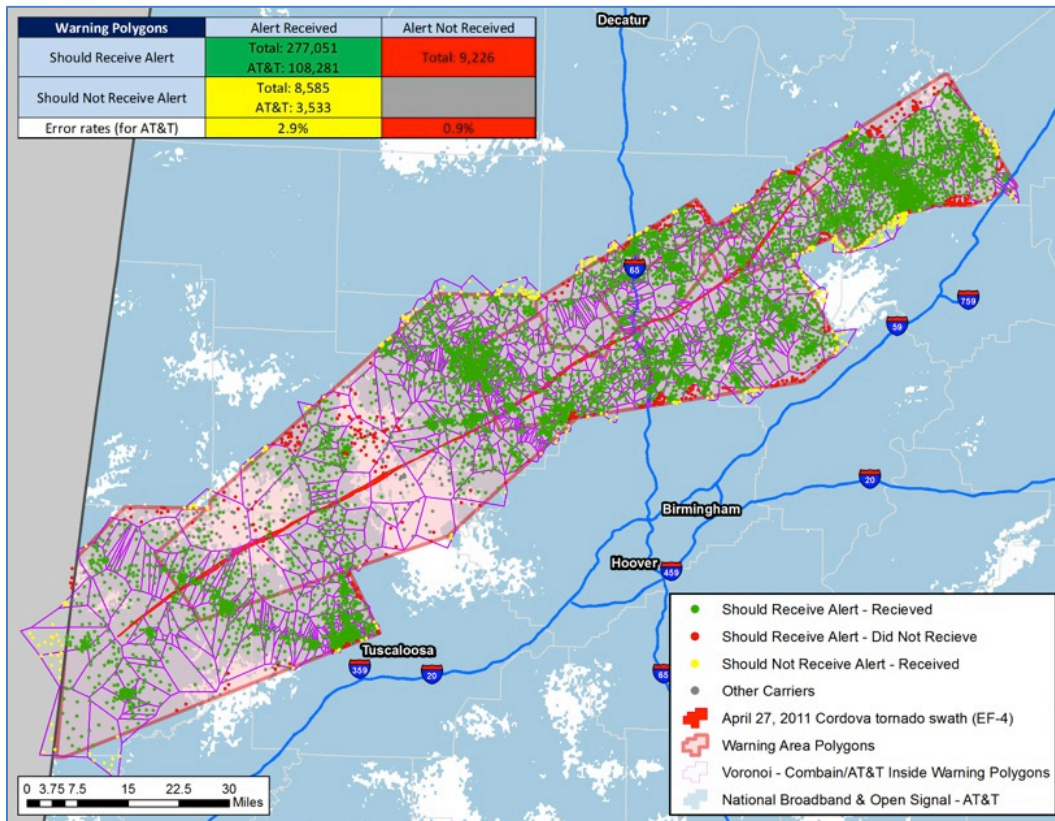 Warning Polygons Alert Received Alert Not Received
Should Receive Alert Total: 277,051 Total: 9,226
AT&T: 108,281
Should Not Receive Alert Total: 8,585
AT&T: 3,533
Error rates (for AT&T) 2.9% 0.9%
Decatur
65
759
59
20
Birmingham
Hoover
459
Tuscaloosa
359
20
65
Should Receive Alert - Recieved
Should Receive Alert - Did Not Recieve
Should Not Receive Alert - Received
Other Carriers
April 27, 2011 Cordova tornado swath (EF-4)
Warning Area Polygons
Voronoi - Combain/AT&T Inside Warning Polygons
National Broadband & Open Signal - AT&T
0 3.75 7.5 15 22.5 30
Miles